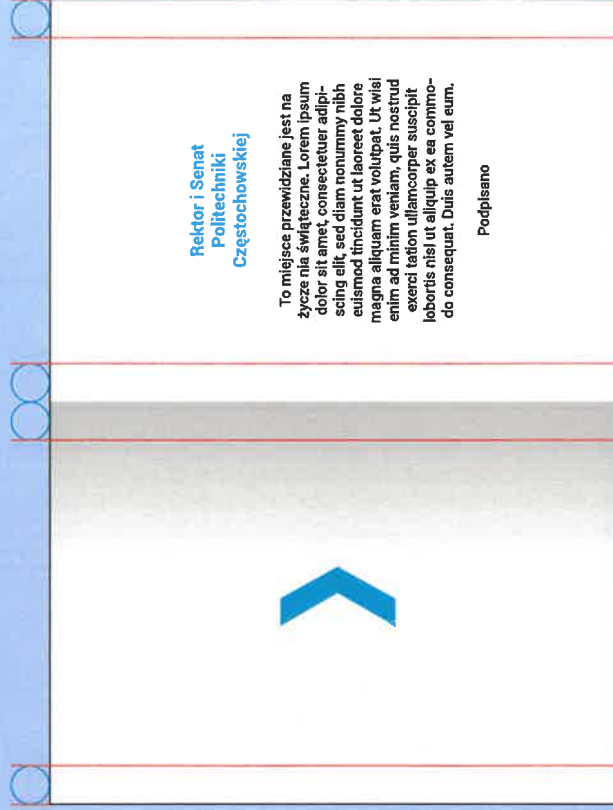 Rektor i Senat
Politechniki
Częstochowskiej
To miejsce przewidziane jest na
życze nia świąteczne. Lorem ipsum
dolor sit amet, consectetuer adipi-
scing elit, sed diam nonummy nibh
euismod tincidunt ut laoreet dolore
magna aliquam erat volutpat. Ut wisi
enim ad minim veniam, quis nostrud
exerci tation ullamcorper suscipit
lobortis nisl ut aliquip ex ea commo-
do consequat. Duis autem vel eum.
Podpisano